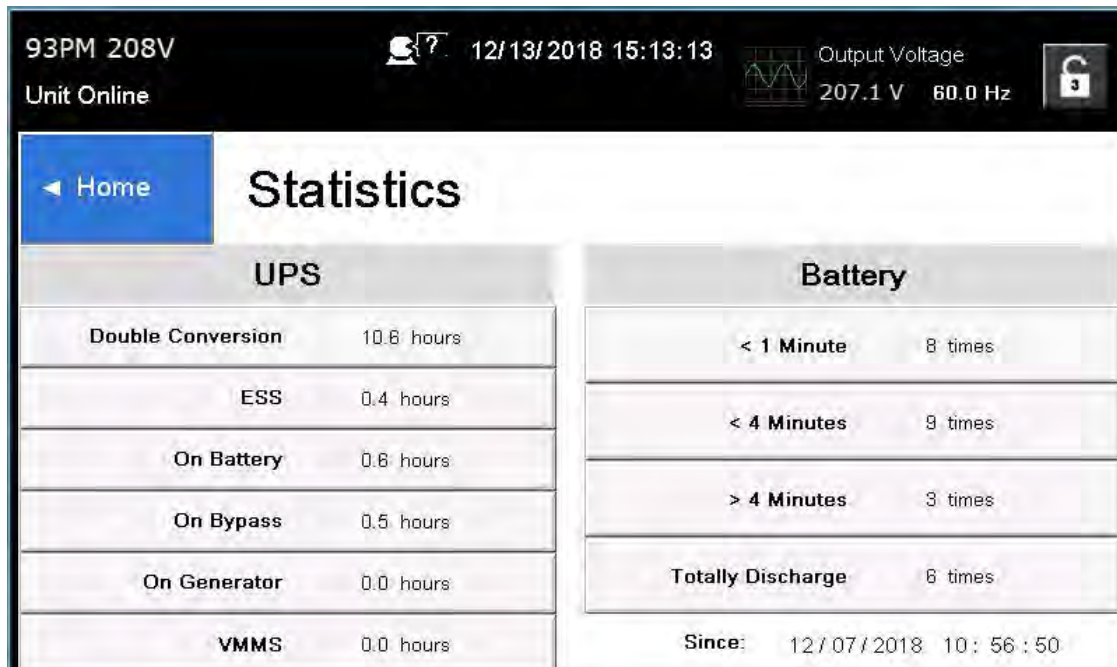 93PM 208V
? 12/13/2018 15:13:13
Output Voltage
Unit Online
207.1 V 60.0 Hz
3
◄ Home
Statistics
UPS
Double Conversion 10.6 hours
ESS 0.4 hours
On Battery 0.6 hours
On Bypass 0.5 hours
On Generator 0.0 hours
VMMS 0.0 hours
Battery
< 1 Minute 8 times
< 4 Minutes 9 times
> 4 Minutes 3 times
Totally Discharge 6 times
Since: 12/07/2018 10:56:50